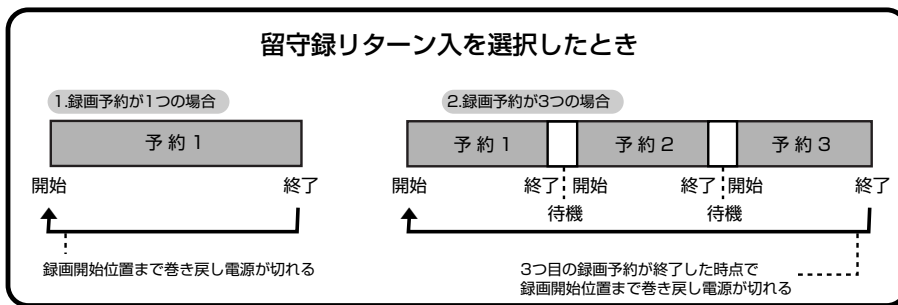 留守録リターン入を選択したとき
1.録画予約が1つの場合
予約1
開始
終了
録画開始位置まで巻き戻し電源が切れる
2.録画予約が3つの場合
予約1
予約2
予約3
開始
終了
開始
終了
開始
終了
待機
待機
3つ目の録画予約が終了した時点で
録画開始位置まで巻き戻し電源が切れる